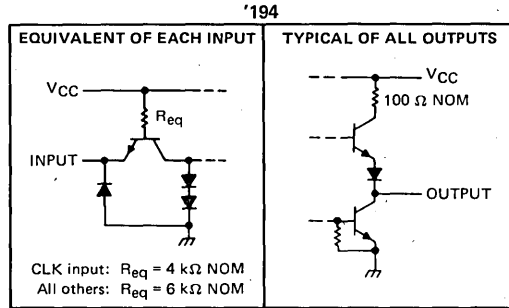 '194
EQUIVALENT OF EACH INPUT
VCC
Req
INPUT
CLK input: Req = 4 kΩ NOM
All others: Req = 6 kΩ NOM
TYPICAL OF ALL OUTPUTS
VCC
100 Ω NOM
OUTPUT